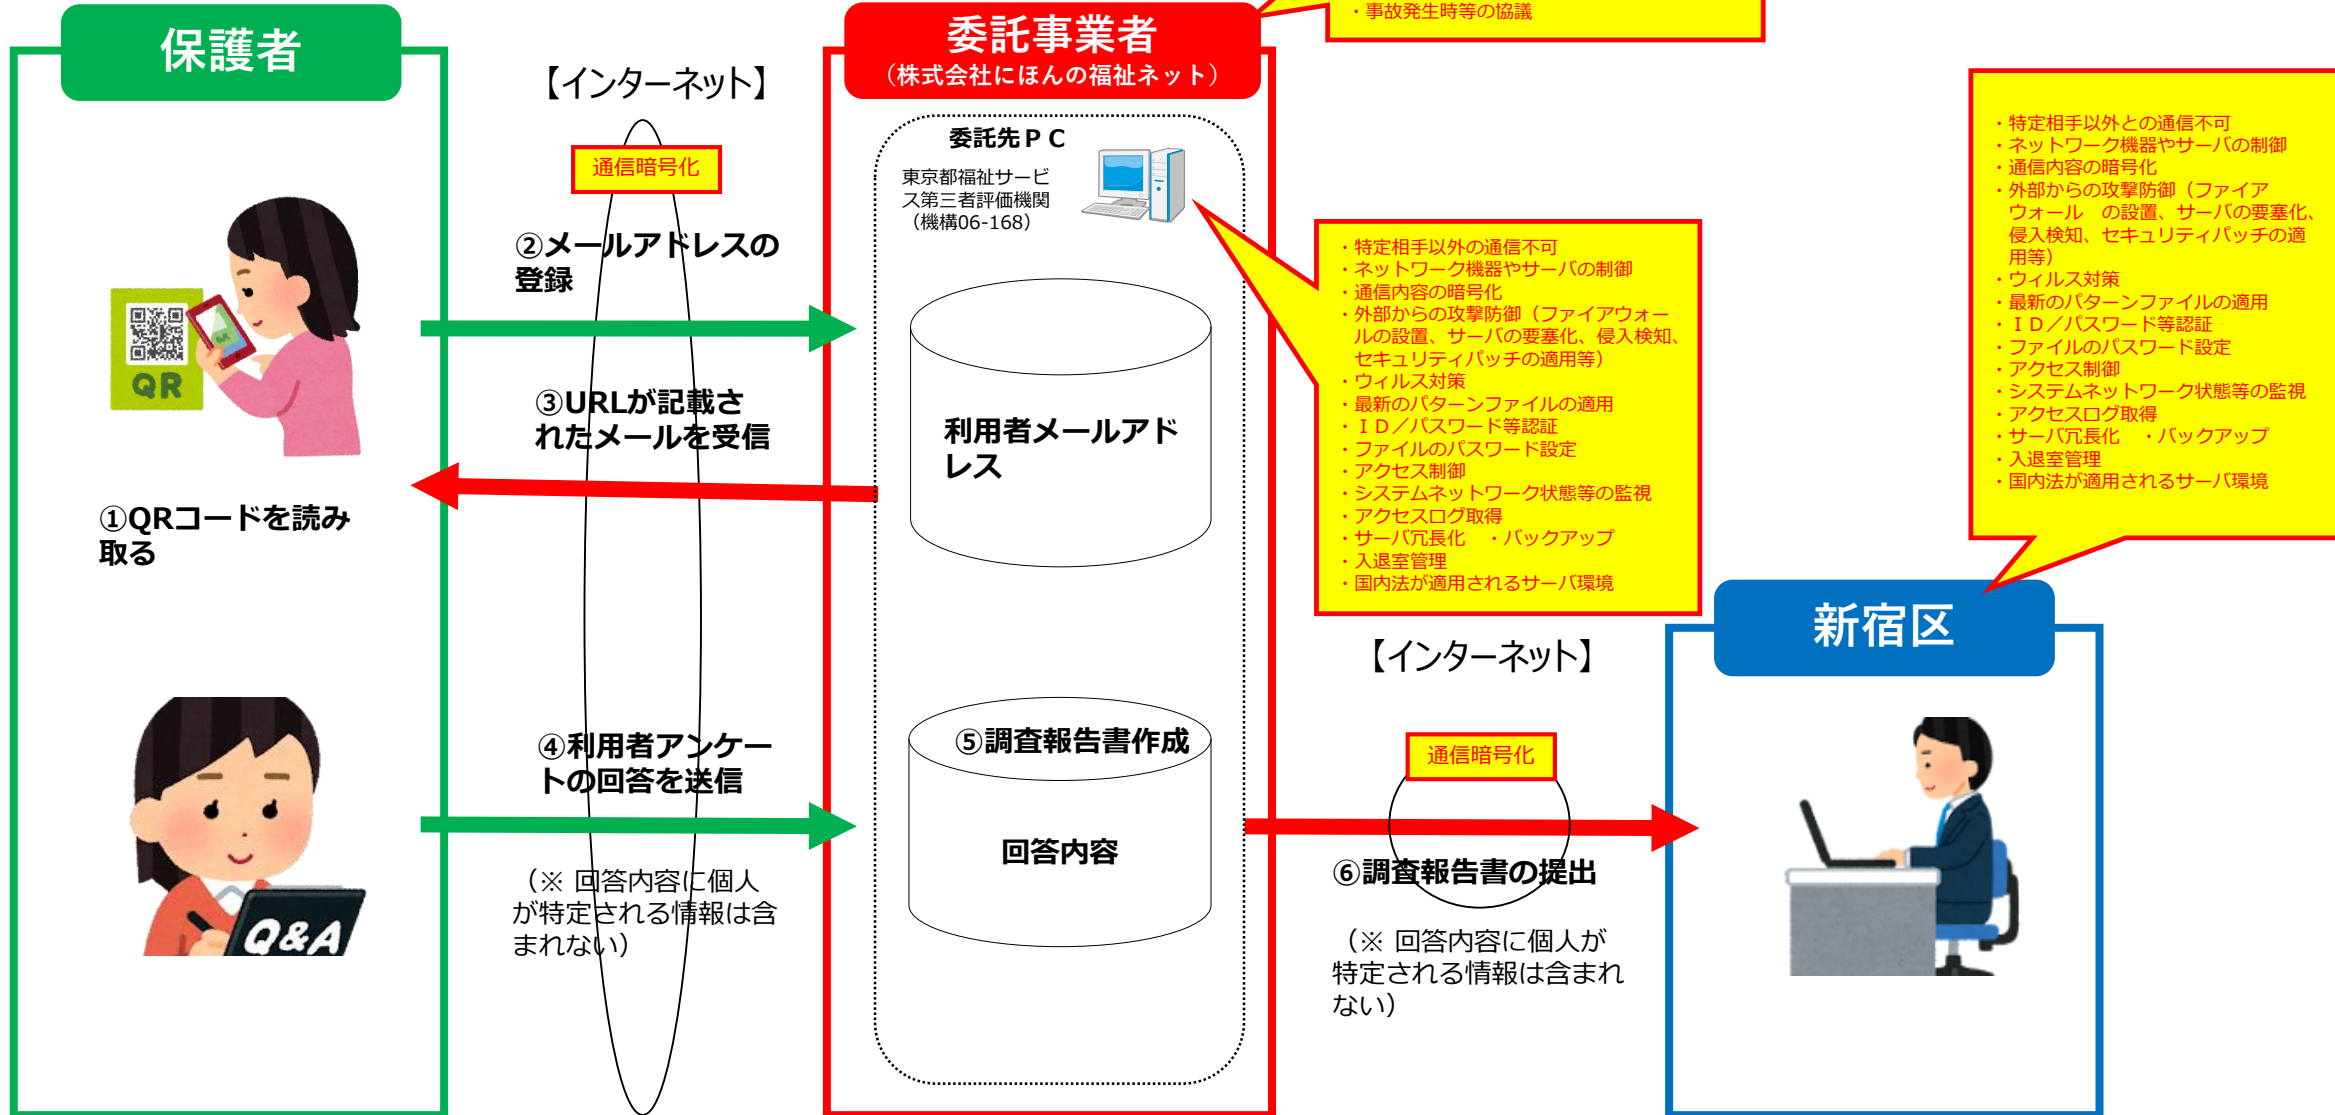 ・事故発生時等の協議
保護者
委託事業者
（株式会社にほんの福祉ネット）
【インターネット】
通信暗号化
②メールアドレスの
登録
③URLが記載さ
れたメールを受信
①QRコードを読み
取る
QR
④利用者アンケー
トの回答を送信
（※ 回答内容に個人
が特定される情報は含
まれない）
Q&A
委託先ＰＣ
東京都福祉サービ
ス第三者評価機関
（機構06-168）
利用者メールアド
レス
⑤調査報告書作成
回答内容
・特定相手以外の通信不可
・ネットワーク機器やサーバの制御
・通信内容の暗号化
・外部からの攻撃防御（ファイアウォー
ルの設置、サーバの要塞化、侵入検知、
セキュリティパッチの適用等）
・ウィルス対策
・最新のパターンファイルの適用
・ＩＤ／パスワード等認証
・ファイルのパスワード設定
・アクセス制御
・システムネットワーク状態等の監視
・アクセスログ取得
・サーバ冗長化　・バックアップ
・入退室管理
・国内法が適用されるサーバ環境
【インターネット】
通信暗号化
⑥調査報告書の提出
（※ 回答内容に個人が
特定される情報は含まれ
ない）
・特定相手以外との通信不可
・ネットワーク機器やサーバの制御
・通信内容の暗号化
・外部からの攻撃防御（ファイア
ウォール　の設置、サーバの要塞化、
侵入検知、セキュリティパッチの適
用等）
・ウィルス対策
・最新のパターンファイルの適用
・ＩＤ／パスワード等認証
・ファイルのパスワード設定
・アクセス制御
・システムネットワーク状態等の監視
・アクセスログ取得
・サーバ冗長化　・バックアップ
・入退室管理
・国内法が適用されるサーバ環境
新宿区